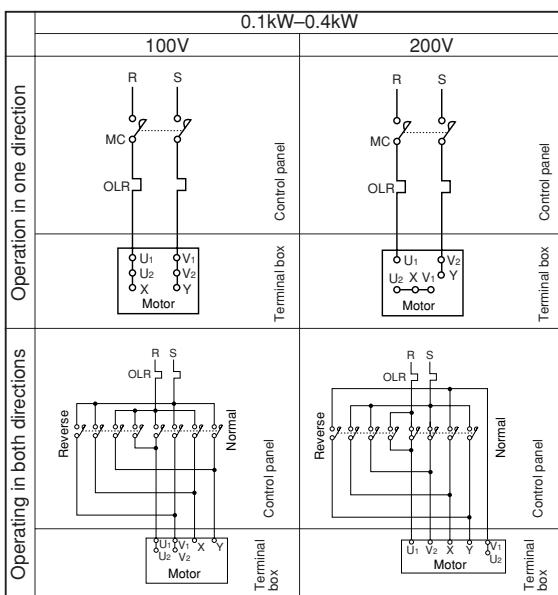 0.1kW–0.4kW
100V
200V
Operation in one direction
R S
MC
OLR
Control panel
U1 V1
U2 V2
X Y
Motor
Terminal box
R S
MC
OLR
Control panel
U1 V2
U2 X V1 Y
Motor
Terminal box
Operating in both directions
R S
OLR
Reverse
Normal
Control panel
U1 V1 X Y
U2 V2
Motor
Terminal
box
R S
OLR
Reverse
Normal
Control panel
U1 V2 X Y V1
U2
Motor
Terminal
box